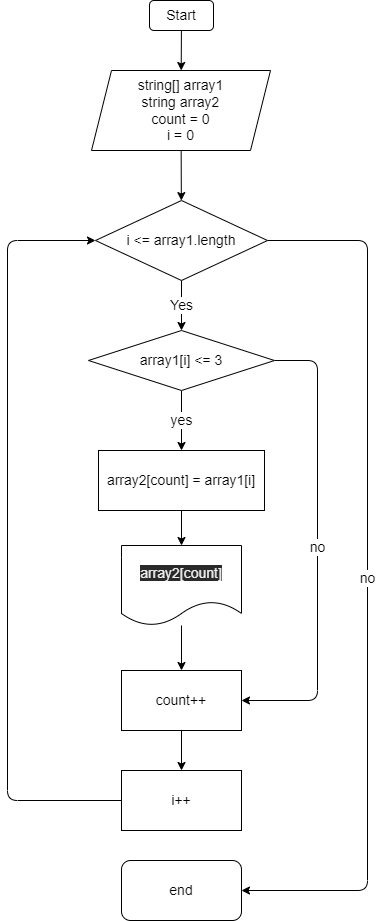 Start
string[] array1
string array2
count = 0
i = 0
i <= array1.length
Yes
array1[i] <= 3
yes
array2[count] = array1[i]
no
array2[count]
no
count++
i++
end